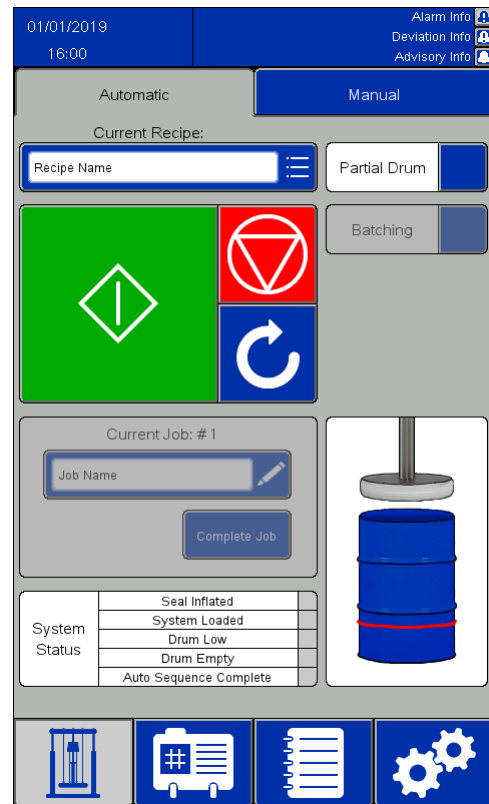 01/01/2019
16:00
Alarm Info
Deviation Info
Advisory Info
Automatic
Manual
Current Recipe:
Recipe Name
Partial Drum
Batching
Current Job: # 1
Job Name
Complete Job
System Status
Seal Inflated
System Loaded
Drum Low
Drum Empty
Auto Sequence Complete
#